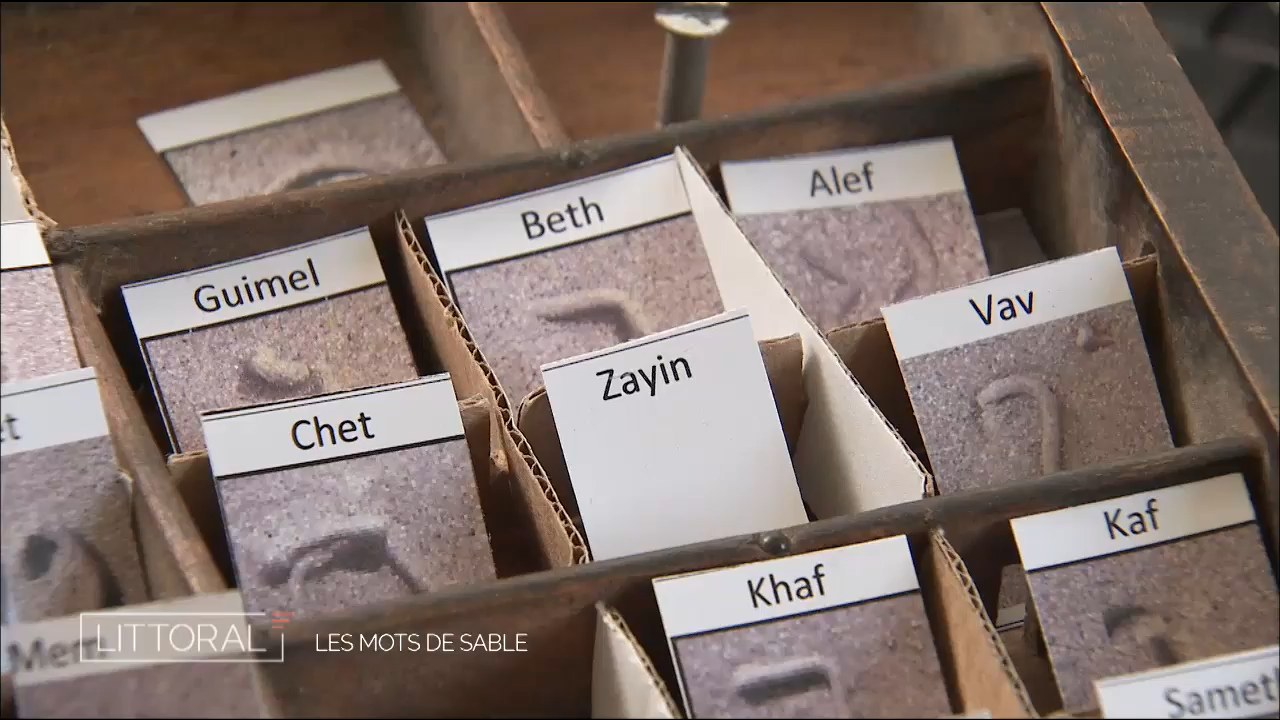 Alef
Beth
Guimel
Vav
Zayin
Chet
Kaf
Khaf
LITTORAL
LES MOTS DE SABLE